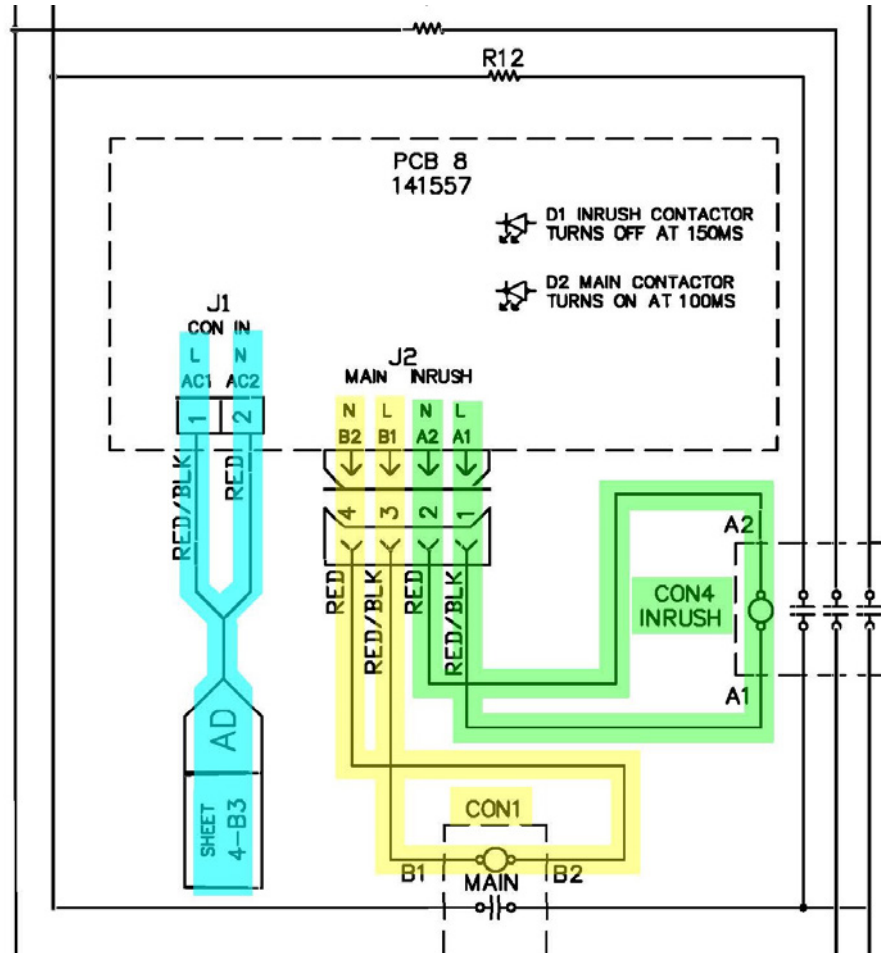 R12
PCB 8
141557
D1 INRUSH CONTACTOR
TURNS OFF AT 150MS
D2 MAIN CONTACTOR
TURNS ON AT 100MS
J1
CON IN
L N
AC1 AC2
1 2
RED/BLK RED
J2
MAIN INRUSH
N L N L
B2 B1 A2 A1
4 3 2 1
RED RED/BLK RED RED/BLK
A2
CON4
INRUSH
A1
AD
SHEET
4-B3
CON1
B1 B2
MAIN